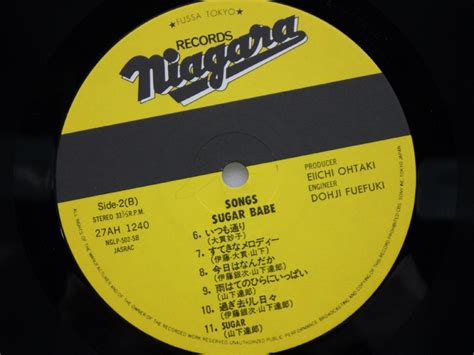 ★FUSSA TOKYO★
RECORDS
Niagara
PRODUCER
EIICHI OHTAKI
ENGINEER
DOHJI FUEFUKI
Side-2(B)
STEREO 33⅓R.P.M.
27AH 1240
NGLP-502-SB
JASRAC
SONGS
SUGAR BABE
6. いつも通り
(大貫妙子)
7. すてきなメロディー
(伊藤・大貫・山下)
8. 今日はなんだか
(伊藤銀次・山下達郎)
9. 雨はてのひらにいっぱい
(山下達郎)
10. 過ぎ去りし日々
(伊藤銀次・山下達郎)
11. SUGAR
(山下達郎)